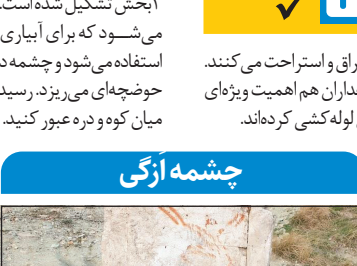 ۲بخش تشکیل شده است.
می‌شـــود که برای آبیاری
استفاده می‌شود و چشمه د
حوضچه‌ای می‌ریزد. رسید
میان کوه و دره عبور کنید.
راق و استراحت می‌کنند.
داران هم اهمیت ویژه‌ای
لوله‌کشی کرده‌اند.
چشمه اَزگی